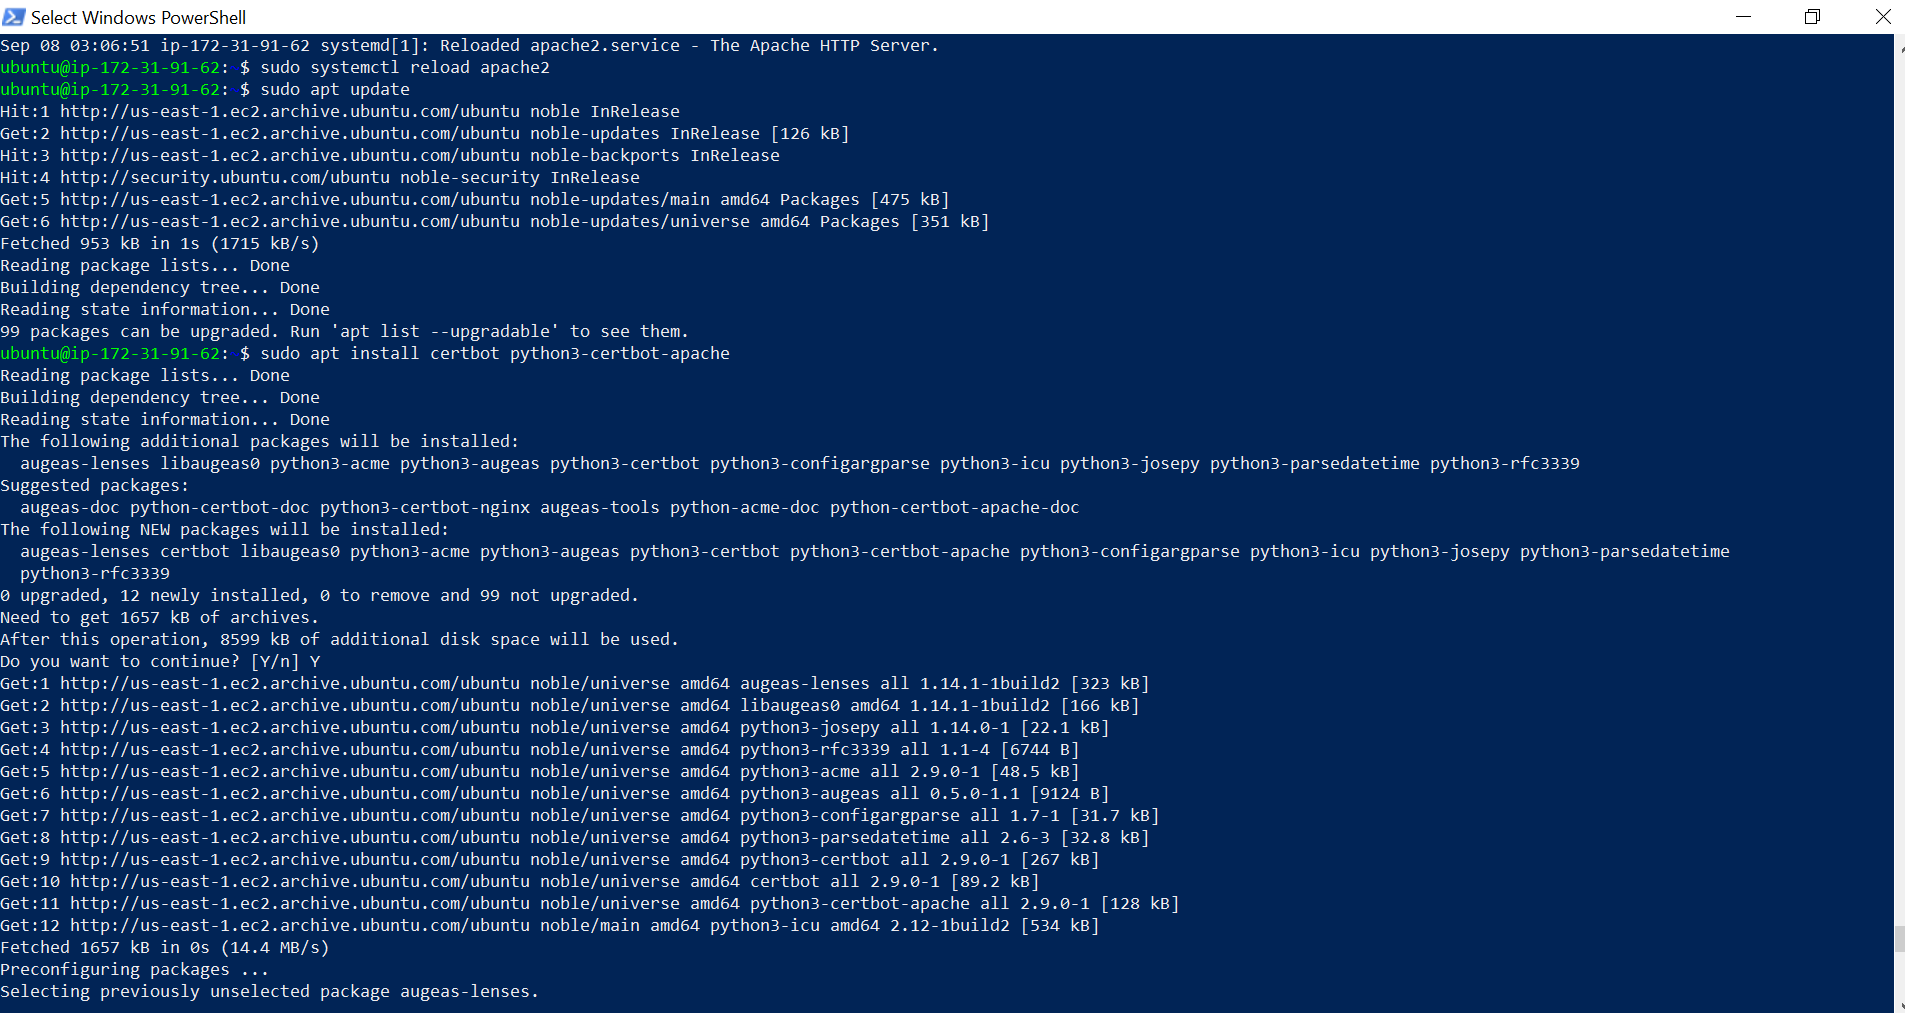 Select Windows PowerShell
Sep 08 03:06:51 ip-172-31-91-62 systemd[1]: Reloaded apache2.service - The Apache HTTP Server.
ubuntu@ip-172-31-91-62: $ sudo systemctl reload apache2
ubuntu@ip-172-31-91-62: $ sudo apt update
Hit:1 http://us-east-1.ec2.archive.ubuntu.com/ubuntu noble InRelease
Get:2 http://us-east-1.ec2.archive.ubuntu.com/ubuntu noble-updates InRelease [126 kB]
Hit:3 http://us-east-1.ec2.archive.ubuntu.com/ubuntu noble-backports InRelease
Hit:4 http://security.ubuntu.com/ubuntu noble-security InRelease
Get:5 http://us-east-1.ec2.archive.ubuntu.com/ubuntu noble-updates/main amd64 Packages [475 kB]
Get:6 http://us-east-1.ec2.archive.ubuntu.com/ubuntu noble-updates/universe amd64 Packages [351 kB]
Fetched 953 kB in 1s (1715 kB/s)
Reading package lists... Done
Building dependency tree... Done
Reading state information... Done
99 packages can be upgraded. Run 'apt list --upgradable' to see them.
ubuntu@ip-172-31-91-62: $ sudo apt install certbot python3-certbot-apache
Reading package lists... Done
Building dependency tree... Done
Reading state information... Done
The following additional packages will be installed:
  augeas-lenses libaugeas0 python3-acme python3-augeas python3-certbot python3-configargparse python3-icu python3-josepy python3-parsedatetime python3-rfc3339
Suggested packages:
  augeas-doc python-certbot-doc python3-certbot-nginx augeas-tools python-acme-doc python-certbot-apache-doc
The following NEW packages will be installed:
  augeas-lenses certbot libaugeas0 python3-acme python3-augeas python3-certbot python3-certbot-apache python3-configargparse python3-icu python3-josepy python3-parsedatetime
  python3-rfc3339
0 upgraded, 12 newly installed, 0 to remove and 99 not upgraded.
Need to get 1657 kB of archives.
After this operation, 8599 kB of additional disk space will be used.
Do you want to continue? [Y/n] Y
Get:1 http://us-east-1.ec2.archive.ubuntu.com/ubuntu noble/universe amd64 augeas-lenses all 1.14.1-1build2 [323 kB]
Get:2 http://us-east-1.ec2.archive.ubuntu.com/ubuntu noble/universe amd64 libaugeas0 amd64 1.14.1-1build2 [166 kB]
Get:3 http://us-east-1.ec2.archive.ubuntu.com/ubuntu noble/universe amd64 python3-josepy all 1.14.0-1 [22.1 kB]
Get:4 http://us-east-1.ec2.archive.ubuntu.com/ubuntu noble/universe amd64 python3-rfc3339 all 1.1-4 [6744 B]
Get:5 http://us-east-1.ec2.archive.ubuntu.com/ubuntu noble/universe amd64 python3-acme all 2.9.0-1 [48.5 kB]
Get:6 http://us-east-1.ec2.archive.ubuntu.com/ubuntu noble/universe amd64 python3-augeas all 0.5.0-1.1 [9124 B]
Get:7 http://us-east-1.ec2.archive.ubuntu.com/ubuntu noble/universe amd64 python3-configargparse all 1.7-1 [31.7 kB]
Get:8 http://us-east-1.ec2.archive.ubuntu.com/ubuntu noble/universe amd64 python3-parsedatetime all 2.6-3 [32.8 kB]
Get:9 http://us-east-1.ec2.archive.ubuntu.com/ubuntu noble/universe amd64 python3-certbot all 2.9.0-1 [267 kB]
Get:10 http://us-east-1.ec2.archive.ubuntu.com/ubuntu noble/universe amd64 certbot all 2.9.0-1 [89.2 kB]
Get:11 http://us-east-1.ec2.archive.ubuntu.com/ubuntu noble/universe amd64 python3-certbot-apache all 2.9.0-1 [128 kB]
Get:12 http://us-east-1.ec2.archive.ubuntu.com/ubuntu noble/main amd64 python3-icu amd64 2.12-1build2 [534 kB]
Fetched 1657 kB in 0s (14.4 MB/s)
Preconfiguring packages ...
Selecting previously unselected package augeas-lenses.